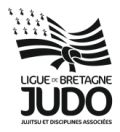 LIGUE DE BRETAGNE
JUDO
JUJITSU ET DISCIPLINES ASSOCIÉES